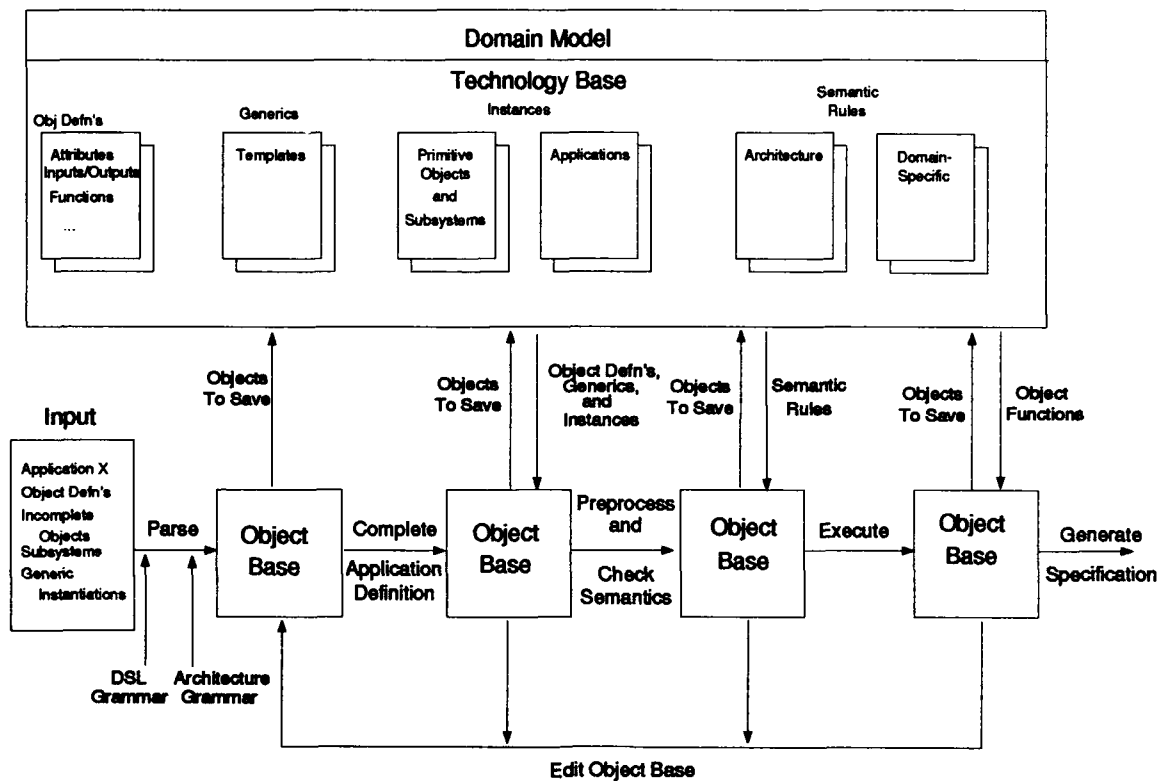 Domain Model
Technology Base
Obj Defn's
Generics
Instances
Semantic
Rules
Attributes
Inputs/Outputs
Functions
...
Templates
Primitive
Objects
and
Subsystems
Applications
Architecture
Domain-
Specific
Objects
To Save
Objects
To Save
Object Defn's,
Generics,
and
Instances
Objects
To Save
Semantic
Rules
Objects
To Save
Object
Functions
Input
Application X
Object Defn's
Incomplete
Objects
Subsystems
Generic
Instantiations
Parse
DSL
Grammar
Architecture
Grammar
Object
Base
Complete
Application
Definition
Object
Base
Preprocess
and
Check
Semantics
Object
Base
Execute
Object
Base
Generate
Specification
Edit Object Base